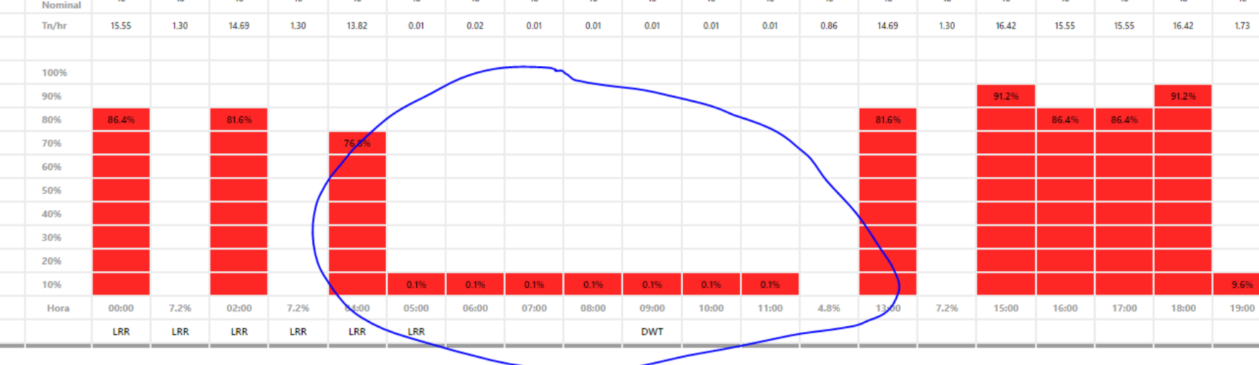 Nominal
Tn/hr 15.55 1.30 14.69 1.30 13.82 0.01 0.02 0.01 0.01 0.01 0.01 0.01 0.86 14.69 1.30 16.42 15.55 15.55 16.42 1.73
100%
90% 91.2% 91.2%
80% 86.4% 81.6% 81.6% 86.4% 86.4%
70%
60%
50%
40%
30%
20%
10% 0.1% 0.1% 0.1% 0.1% 0.1% 0.1% 0.1% 9.6%
Hora 00:00 7.2% 02:00 7.2% 04:00 05:00 06:00 07:00 08:00 09:00 10:00 11:00 4.8% 13:00 7.2% 15:00 16:00 17:00 18:00 19:00
LRR LRR LRR LRR LRR LRR DWT